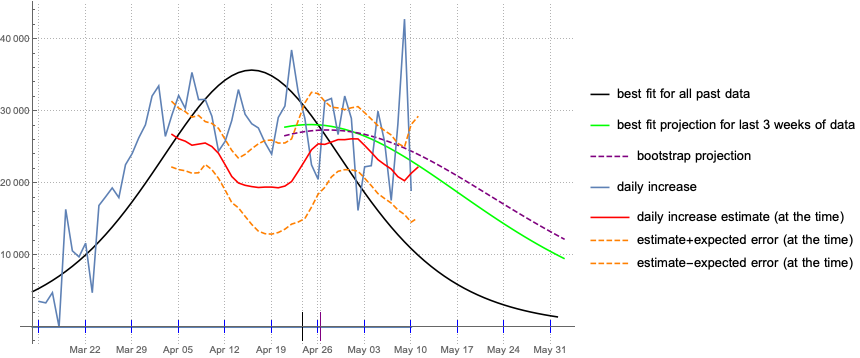 40 000
30 000
20 000
10 000
Mar 22 Mar 29 Apr 05 Apr 12 Apr 19 Apr 26 May 03 May 10 May 17 May 24 May 31
best fit for all past data
best fit projection for last 3 weeks of data
bootstrap projection
daily increase
daily increase estimate (at the time)
estimate+expected error (at the time)
estimate−expected error (at the time)